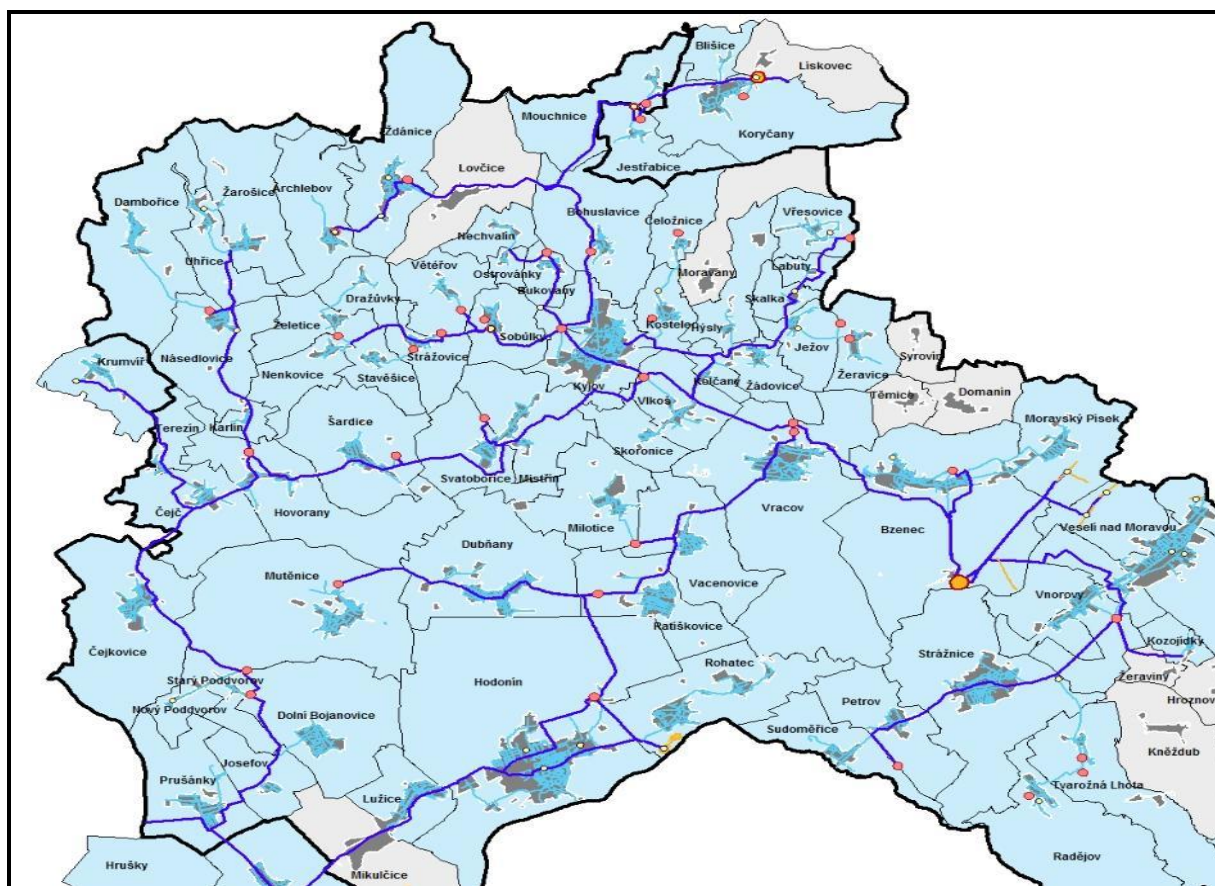 Blišice
Liskovec
Mouchnice
Koryčany
Ždánice
Lovčice
Jestřabice
Archlebov
Žarošice
Dambořice
Bohuslavice
Čeložnice
Vřesovice
Nechvalín
Uhřice
Věteřov
Ostrovánky
Moravany
Labuty
Bukovany
Dražůvky
Skalka
Želetice
Sobůlky
Kostelec
Hýsly
Násedlovice
Strážovice
Ježov
Syrovín
Krumvíř
Nenkovice
Stavěšice
Kyjov
Kelčany
Žádovice
Žeravice
Domanín
Vlkoš
Těmice
Moravský Písek
Terezín
Karlín
Šardice
Skoronice
Svatobořice
Mistřín
Čejč
Hovorany
Milotice
Vracov
Bzenec
Veselí nad Moravou
Dubňany
Mutěnice
Vacenovice
Vnorovy
Ratíškovice
Kozojídky
Čejkovice
Strážnice
Rohatec
Starý Poddvorov
Hodonín
Žeraviny
Petrov
Hroznov
Nový Poddvorov
Dolní Bojanovice
Sudoměřice
Kněždub
Josefov
Prušánky
Tvarožná Lhota
Lužice
Radějov
Hrušky
Mikulčice